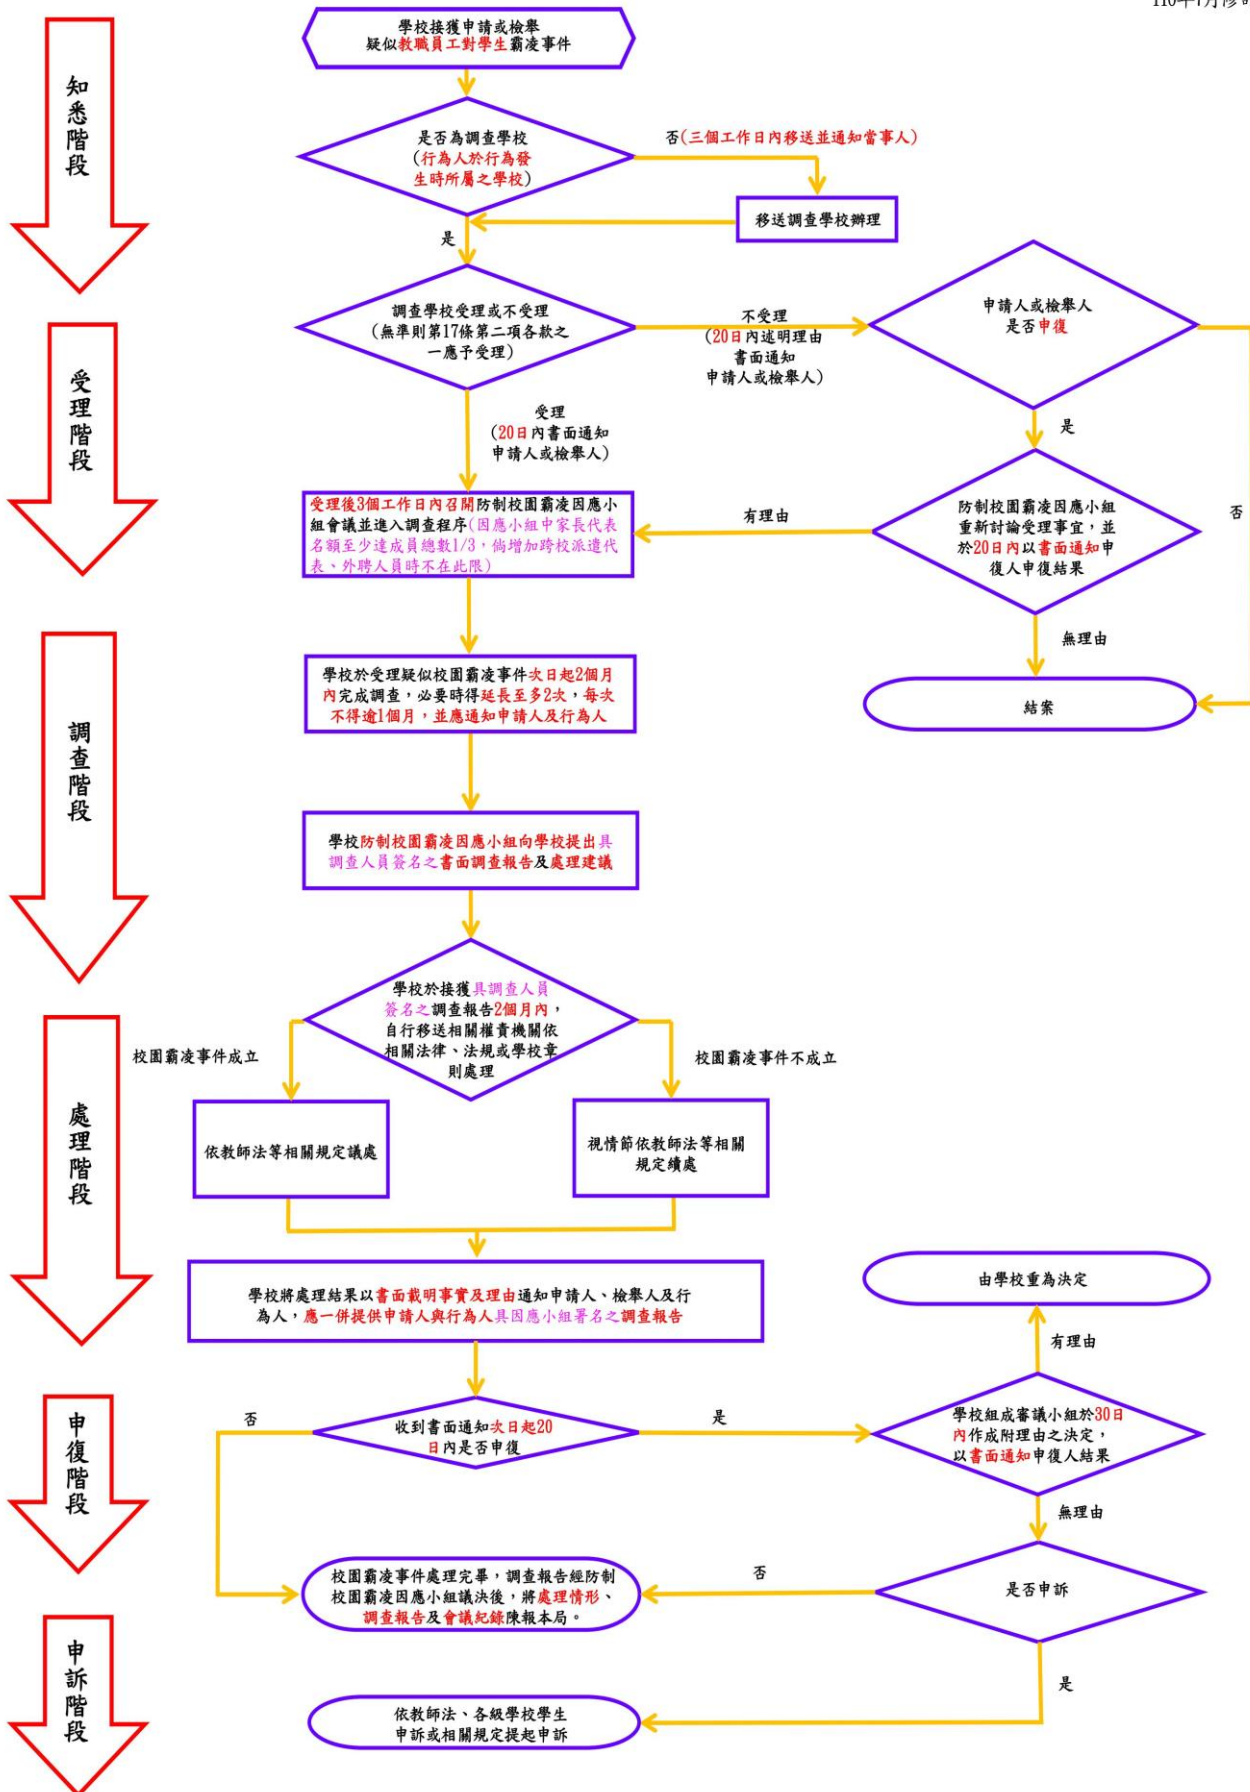 110年7月修訂
學校接獲申請或檢舉
疑似教職員工對學生霸凌事件
知悉階段
是否為調查學校
(行為人於行為發
生時所屬之學校)
否(三個工作日內移送並通知當事人)
移送調查學校辦理
是
調查學校受理或不受理
(無準則第17條第二項各款之
一應予受理)
不受理
(20日內述明理由
書面通知
申請人或檢舉人)
申請人或檢舉人
是否申復
受理階段
受理
(20日內書面通知
申請人或檢舉人)
是
否
受理後3個工作日內召開防制校園霸凌因應小
組會議並進入調查程序(因應小組中家長代表
名額至少達成員總數1/3，倘增加跨校派遣代
表、外聘人員時不在此限)
有理由
防制校園霸凌因應小組
重新討論受理事宜，並
於20日內以書面通知申
復人申復結果
無理由
結案
調查階段
學校於受理疑似校園霸凌事件次日起2個月
內完成調查，必要時得延長至多2次，每次
不得逾1個月，並應通知申請人及行為人
學校防制校園霸凌因應小組向學校提出具
調查人員簽名之書面調查報告及處理建議
學校於接獲具調查人員
簽名之調查報告2個月內，
自行移送相關權責機關依
相關法律、法規或學校章
則處理
校園霸凌事件成立
校園霸凌事件不成立
處理階段
依教師法等相關規定議處
視情節依教師法等相關
規定續處
學校將處理結果以書面載明事實及理由通知申請人、檢舉人及行
為人，應一併提供申請人與行為人具因應小組署名之調查報告
由學校重為決定
有理由
申復階段
否
收到書面通知次日起20
日內是否申復
是
學校組成審議小組於30日
內作成附理由之決定，
以書面通知申復人結果
無理由
校園霸凌事件處理完畢，調查報告經防制
校園霸凌因應小組議決後，將處理情形、
調查報告及會議紀錄陳報本局。
否
是否申訴
申訴階段
是
依教師法、各級學校學生
申訴或相關規定提起申訴